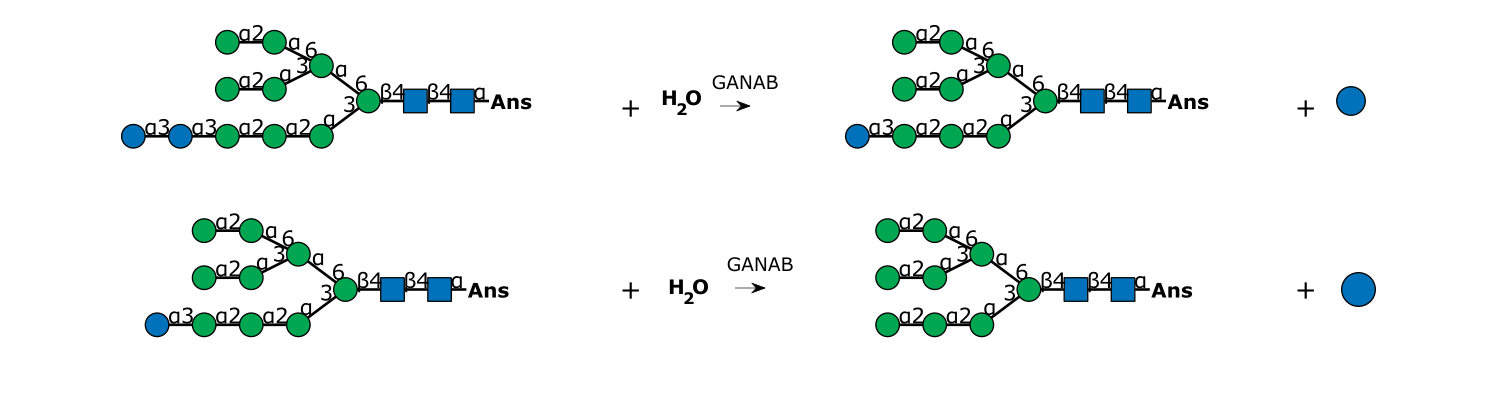 α2 α 6 α2 α 6
α2 α 3 α 6 β4 β4 α Ans + H2O GANAB α2 α 3 α 6 β4 β4 α Ans +
α3 α3 α2 α2 α 3 α3 α2 α2 α 3
α2 α 6 α2 α 6
α2 α 3 α 6 β4 β4 α Ans + H2O GANAB α2 α 3 α 6 β4 β4 α Ans +
α3 α2 α2 α 3 α2 α2 α 3